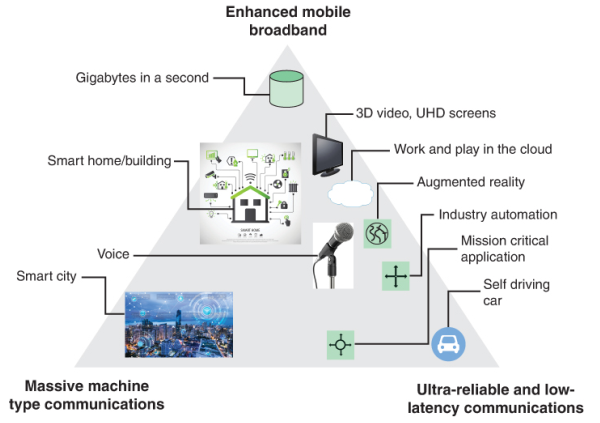 Enhanced mobile
broadband
Gigabytes in a second
3D video, UHD screens
Work and play in the cloud
Smart home/building
Augmented reality
SMART HOME
Industry automation
Mission critical
application
Voice
Smart city
Self driving
car
Massive machine
type communications
Ultra-reliable and low-
latency communications